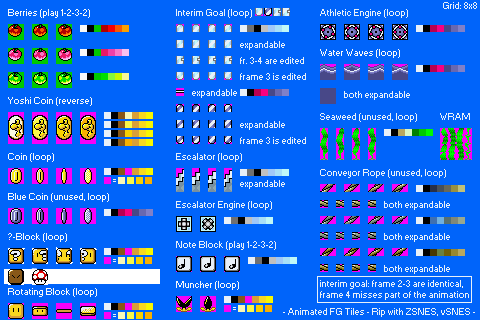 Berries (play 1-2-3-2)
Yoshi Coin (reverse)
Coin (loop)
Blue Coin (unused, loop)
?-Block (loop)
Rotating Block (loop)
Interim Goal (loop)
expandable
fr. 3-4 are edited
frame 3 is edited
expandable
expandable
frame 3 is edited
Escalator (loop)
expandable
Escalator Engine (loop)
Note Block (play 1-2-3-2)
Muncher (loop)
Grid: 8x8
Athletic Engine (loop)
Water Waves (loop)
both expandable
Seaweed (unused, loop)
VRAM
Conveyor Rope (unused, loop)
both expandable
both expandable
both expandable
interim goal: frame 2-3 are identical,
frame 4 misses part of the animation
- Animated FG Tiles - Rip with ZSNES, vSNES -